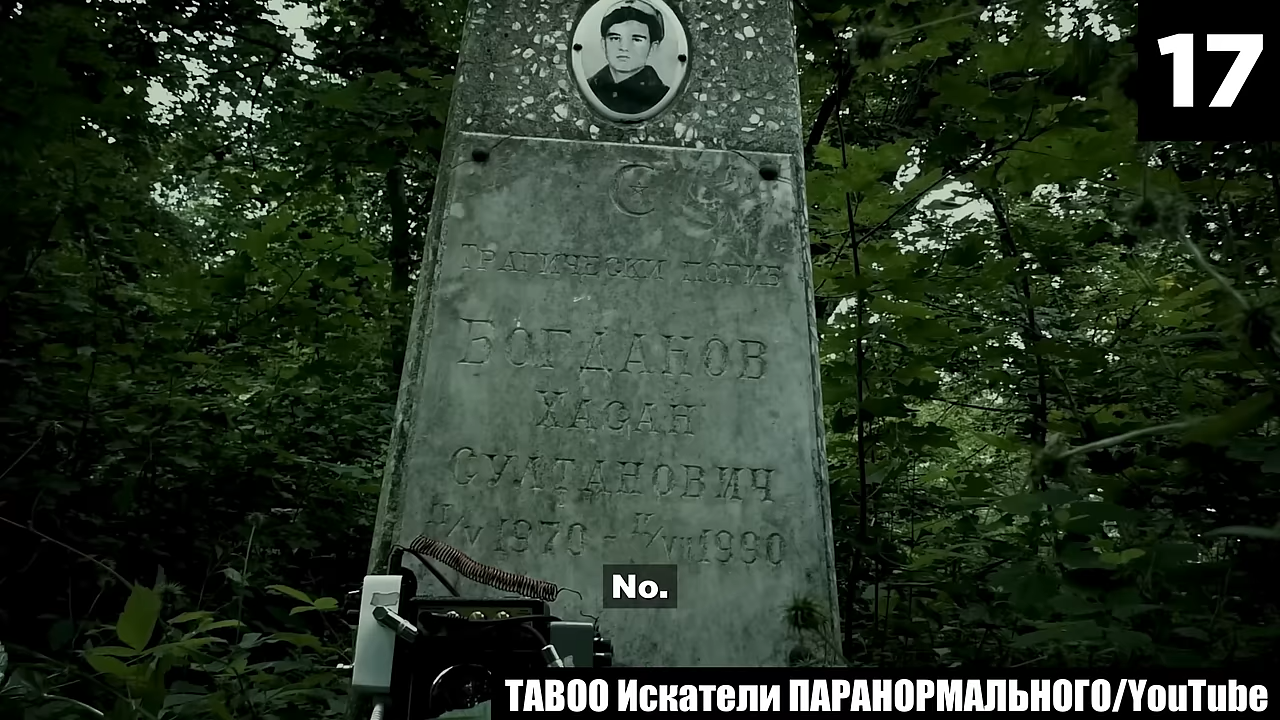 17
Трагически погиб
Богданов
Хасан
Султанович
1970 - 1990
No.
TABOO Искатели ПАРАНОРМАЛЬНОГО/YouTube